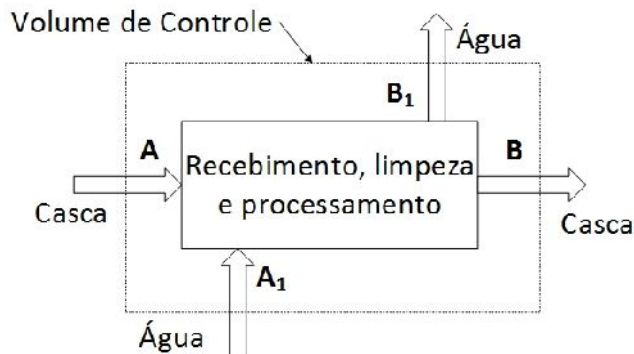 Volume de Controle
Água
B₁
A
B
Recebimento, limpeza
e processamento
Casca
Casca
A₁
Água